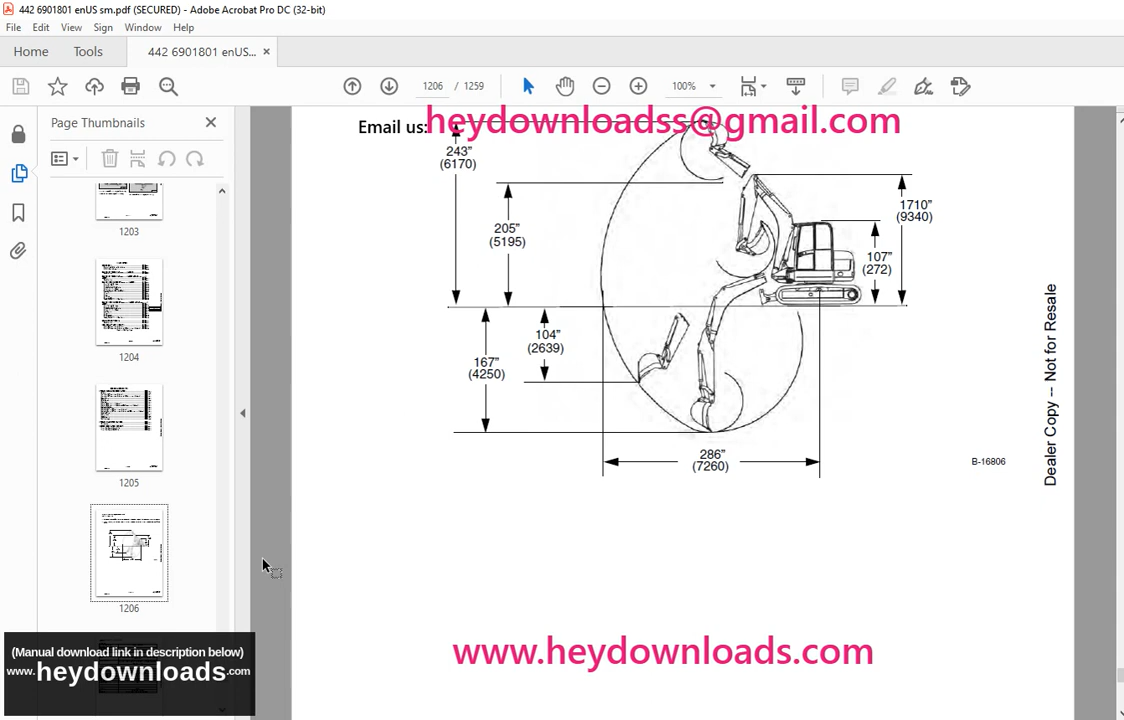 442 6901801 enUS sm.pdf (SECURED) - Adobe Acrobat Pro DC (32-bit)
File Edit View Sign Window Help
Home Tools 442 6901801 enUS... ×
1206 / 1259 100%
Page Thumbnails
1203
1204
1205
1206
Email us: heydownloadss@gmail.com
243”
(6170)
205”
(5195)
1710”
(9340)
107”
(272)
104”
(2639)
167”
(4250)
286”
(7260)
B-16806
Dealer Copy -- Not for Resale
www.heydownloads.com
(Manual download link in description below)
www.heydownloads.com